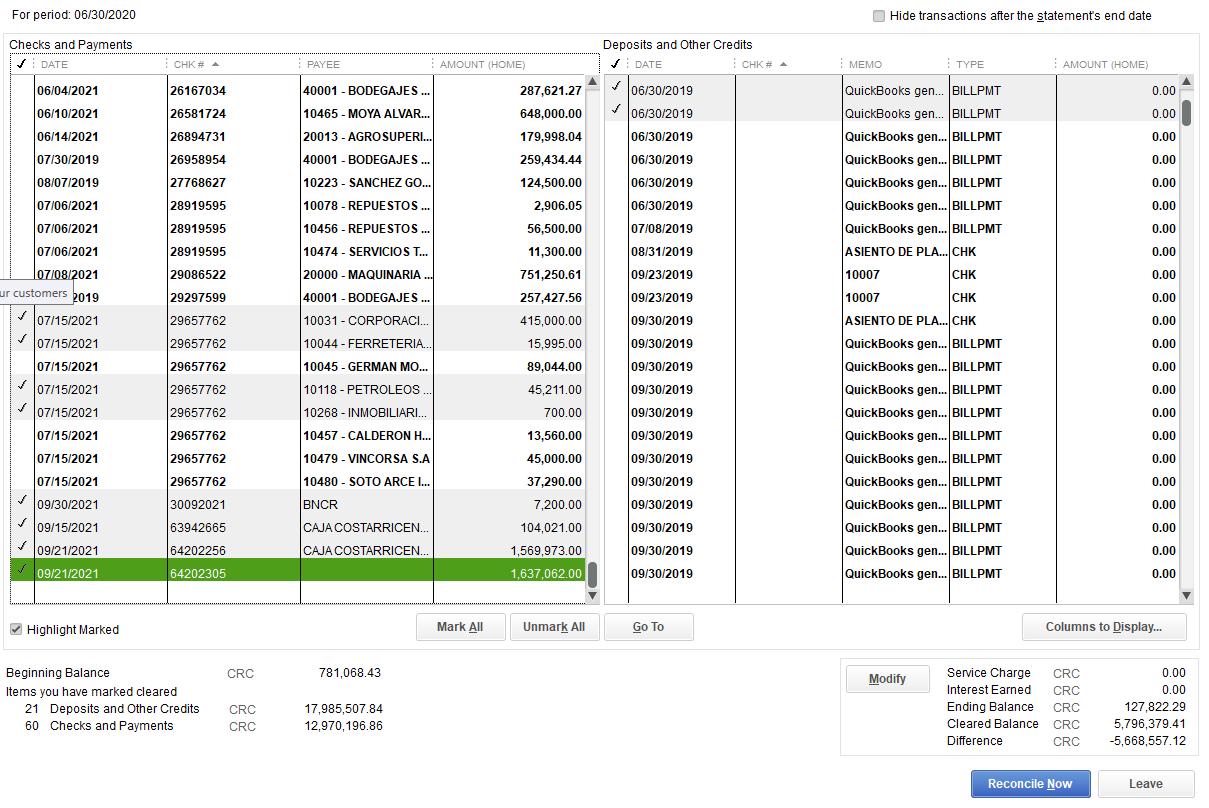 For period: 06/30/2020
Hide transactions after the statement's end date
Checks and Payments
✓ DATE CHK # PAYEE AMOUNT (HOME)
06/04/2021 26167034 40001 - BODEGAJES ... 287,621.27
06/10/2021 26581724 10465 - MOYA ALVAR... 648,000.00
06/14/2021 26894731 20013 - AGROSUPERI... 179,998.04
07/30/2019 26958954 40001 - BODEGAJES ... 259,434.44
08/07/2019 27768627 10223 - SANCHEZ GO... 124,500.00
07/06/2021 28919595 10078 - REPUESTOS ... 2,906.05
07/06/2021 28919595 10456 - REPUESTOS ... 56,500.00
07/06/2021 28919595 10474 - SERVICIOS T... 11,300.00
07/08/2021 29086522 20000 - MAQUINARIA ... 751,250.61
ur customers
2019 29297599 40001 - BODEGAJES ... 257,427.56
✓ 07/15/2021 29657762 10031 - CORPORACI... 415,000.00
✓ 07/15/2021 29657762 10044 - FERRETERIA... 15,995.00
07/15/2021 29657762 10045 - GERMAN MO... 89,044.00
✓ 07/15/2021 29657762 10118 - PETROLEOS ... 45,211.00
✓ 07/15/2021 29657762 10268 - INMOBILIARI... 700.00
07/15/2021 29657762 10457 - CALDERON H... 13,560.00
07/15/2021 29657762 10479 - VINCORSA S.A 45,000.00
07/15/2021 29657762 10480 - SOTO ARCE I... 37,290.00
✓ 09/30/2021 30092021 BNCR 7,200.00
✓ 09/15/2021 63942665 CAJA COSTARRICEN... 104,021.00
✓ 09/21/2021 64202256 CAJA COSTARRICEN... 1,569,973.00
✓ 09/21/2021 64202305 1,637,062.00
Deposits and Other Credits
✓ DATE CHK # MEMO TYPE AMOUNT (HOME)
✓ 06/30/2019 QuickBooks gen... BILLPMT 0.00
✓ 06/30/2019 QuickBooks gen... BILLPMT 0.00
06/30/2019 QuickBooks gen... BILLPMT 0.00
06/30/2019 QuickBooks gen... BILLPMT 0.00
06/30/2019 QuickBooks gen... BILLPMT 0.00
06/30/2019 QuickBooks gen... BILLPMT 0.00
07/08/2019 QuickBooks gen... BILLPMT 0.00
08/31/2019 ASIENTO DE PLA... CHK 0.00
09/23/2019 10007 CHK 0.00
09/23/2019 10007 CHK 0.00
09/30/2019 ASIENTO DE PLA... CHK 0.00
09/30/2019 QuickBooks gen... BILLPMT 0.00
09/30/2019 QuickBooks gen... BILLPMT 0.00
09/30/2019 QuickBooks gen... BILLPMT 0.00
09/30/2019 QuickBooks gen... BILLPMT 0.00
09/30/2019 QuickBooks gen... BILLPMT 0.00
09/30/2019 QuickBooks gen... BILLPMT 0.00
09/30/2019 QuickBooks gen... BILLPMT 0.00
09/30/2019 QuickBooks gen... BILLPMT 0.00
09/30/2019 QuickBooks gen... BILLPMT 0.00
09/30/2019 QuickBooks gen... BILLPMT 0.00
09/30/2019 QuickBooks gen... BILLPMT 0.00
Highlight Marked
Mark All
Unmark All
Go To
Columns to Display...
Beginning Balance CRC 781,068.43
Items you have marked cleared
21 Deposits and Other Credits CRC 17,985,507.84
60 Checks and Payments CRC 12,970,196.86
Modify
Service Charge CRC 0.00
Interest Earned CRC 0.00
Ending Balance CRC 127,822.29
Cleared Balance CRC 5,796,379.41
Difference CRC -5,668,557.12
Reconcile Now
Leave